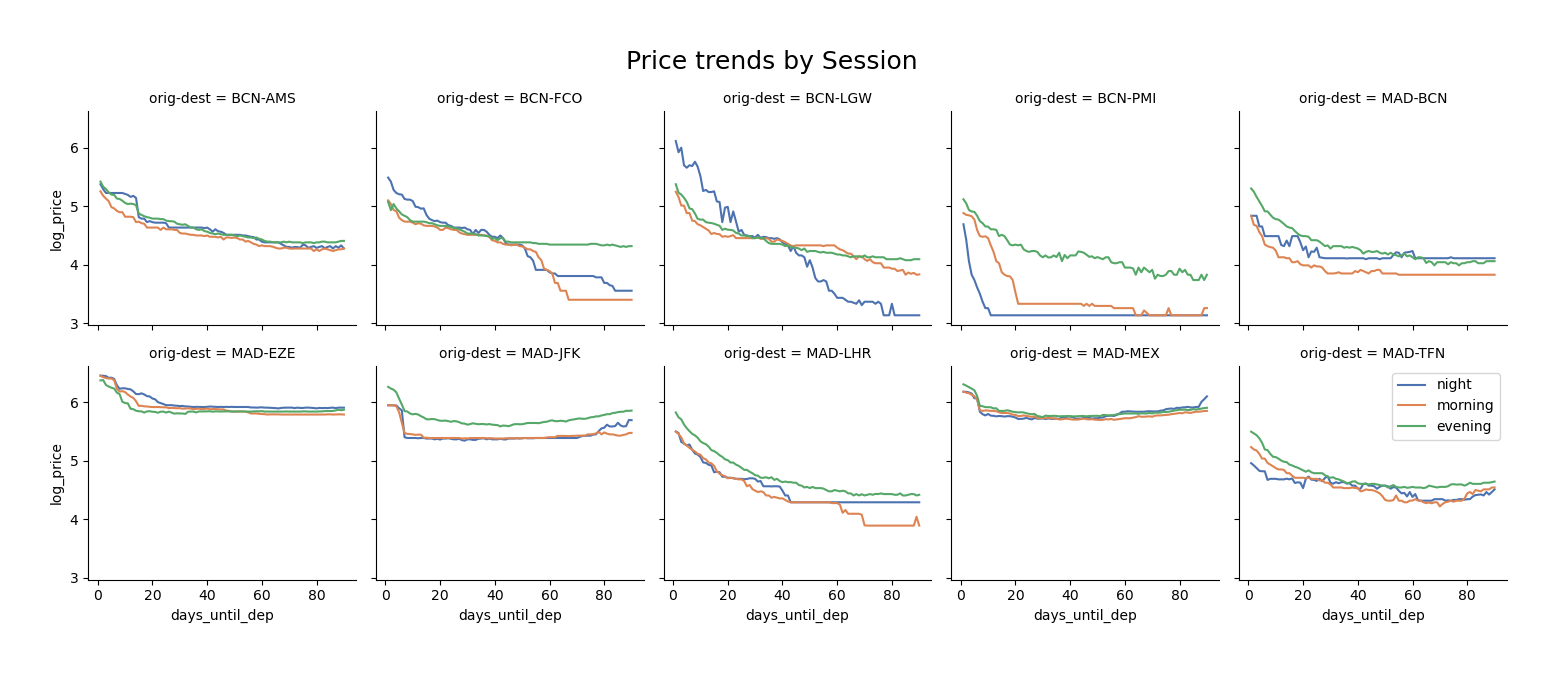 Price trends by Session
orig-dest = BCN-AMS
orig-dest = BCN-FCO
orig-dest = BCN-LGW
orig-dest = BCN-PMI
orig-dest = MAD-BCN
log_price
6
5
4
3
orig-dest = MAD-EZE
orig-dest = MAD-JFK
orig-dest = MAD-LHR
orig-dest = MAD-MEX
orig-dest = MAD-TFN
night
morning
evening
log_price
6
5
4
3
0 20 40 60 80
0 20 40 60 80
0 20 40 60 80
0 20 40 60 80
0 20 40 60 80
days_until_dep
days_until_dep
days_until_dep
days_until_dep
days_until_dep